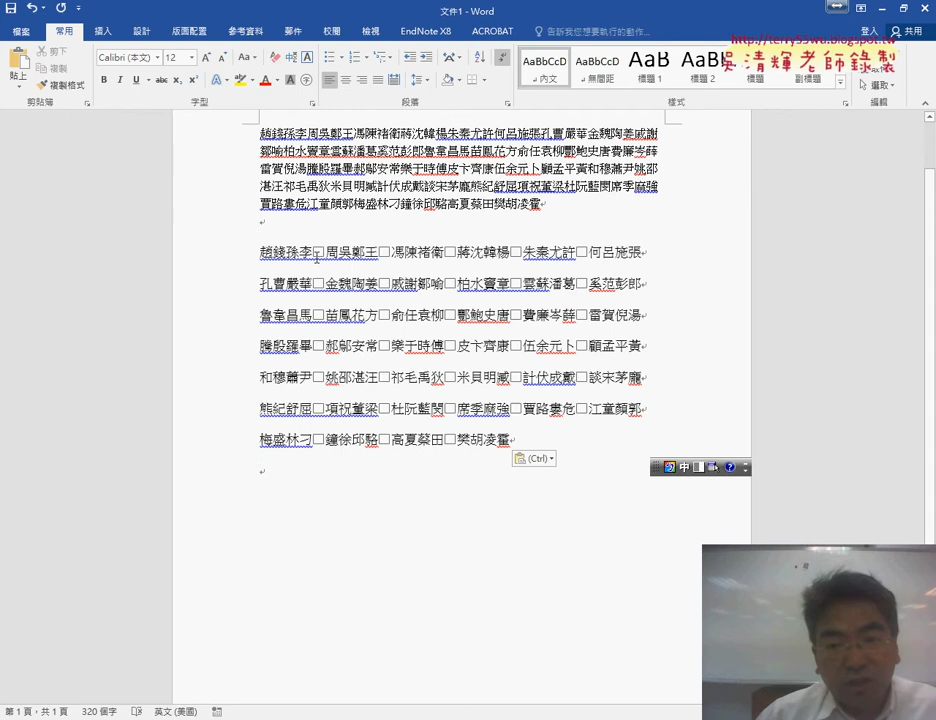 文件1 - Word
檔案 常用 插入 設計 版面配置 參考資料 郵件 校閱 檢視 EndNote X8 ACROBAT 告訴我您想要執行的動作... 登入 共用
http://terry55wu.blogspot.tw
吳清輝老師錄製
貼上 剪下 複製 複製格式
Calibri (本文) 12
AaBbCcD AaBbCcD AaB AaBb
內文 無間距 標題 1 標題 2 副標題 選取
剪貼簿 字型 段落 樣式 編輯
趙錢孫李周吳鄭王馮陳褚衛蔣沈韓楊朱秦尤許何呂施張孔曹嚴華金魏陶姜戚謝
鄒喻柏水竇章雲蘇潘葛奚范彭郎魯韋昌馬苗鳳花方俞任袁柳酆鮑史唐費廉岑薛
雷賀倪湯騰殷羅畢郝鄔安常樂于時傅皮卞齊康伍余元卜顧孟平黃和穆蕭尹姚邵
湛汪祁毛禹狄米貝明臧計伏成戴談宋茅龐熊紀舒屈項祝董梁杜阮藍閔席季麻強
賈路婁危江童顏郭梅盛林刁鐘徐邱駱高夏蔡田樊胡凌霍
趙錢孫李□周吳鄭王□馮陳褚衛□蔣沈韓楊□朱秦尤許□何呂施張
孔曹嚴華□金魏陶姜□戚謝鄒喻□柏水竇章□雲蘇潘葛□奚范彭郎
魯韋昌馬□苗鳳花方□俞任袁柳□酆鮑史唐□費廉岑薛□雷賀倪湯
騰殷羅畢□郝鄔安常□樂于時傅□皮卞齊康□伍余元卜□顧孟平黃
和穆蕭尹□姚邵湛汪□祁毛禹狄□米貝明臧□計伏成戴□談宋茅龐
熊紀舒屈□項祝董梁□杜阮藍閔□席季麻強□賈路婁危□江童顏郭
梅盛林刁□鐘徐邱駱□高夏蔡田□樊胡凌霍
(Ctrl)
中
第 1 頁，共 1 頁 320 個字 英文 (美國)